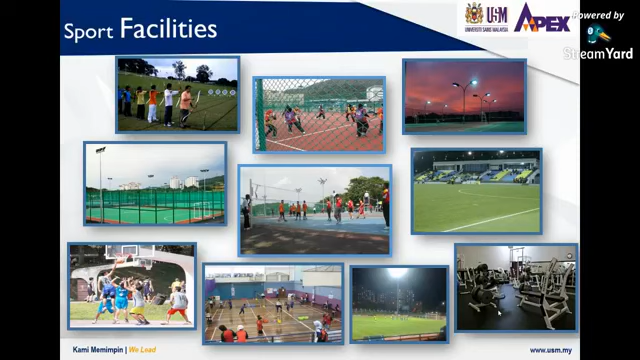 Sport Facilities
USM
UNIVERSITI SAINS MALAYSIA
APEX
Powered by
StreamYard
Kami Memimpin | We Lead
www.usm.my